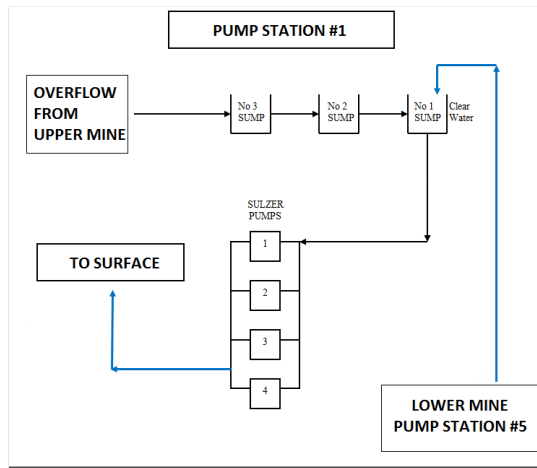 PUMP STATION #1
OVERFLOW
FROM
UPPER MINE
No 3
SUMP
No 2
SUMP
No 1
SUMP
Clear
Water
SULZER
PUMPS
1
2
3
4
TO SURFACE
LOWER MINE
PUMP STATION #5